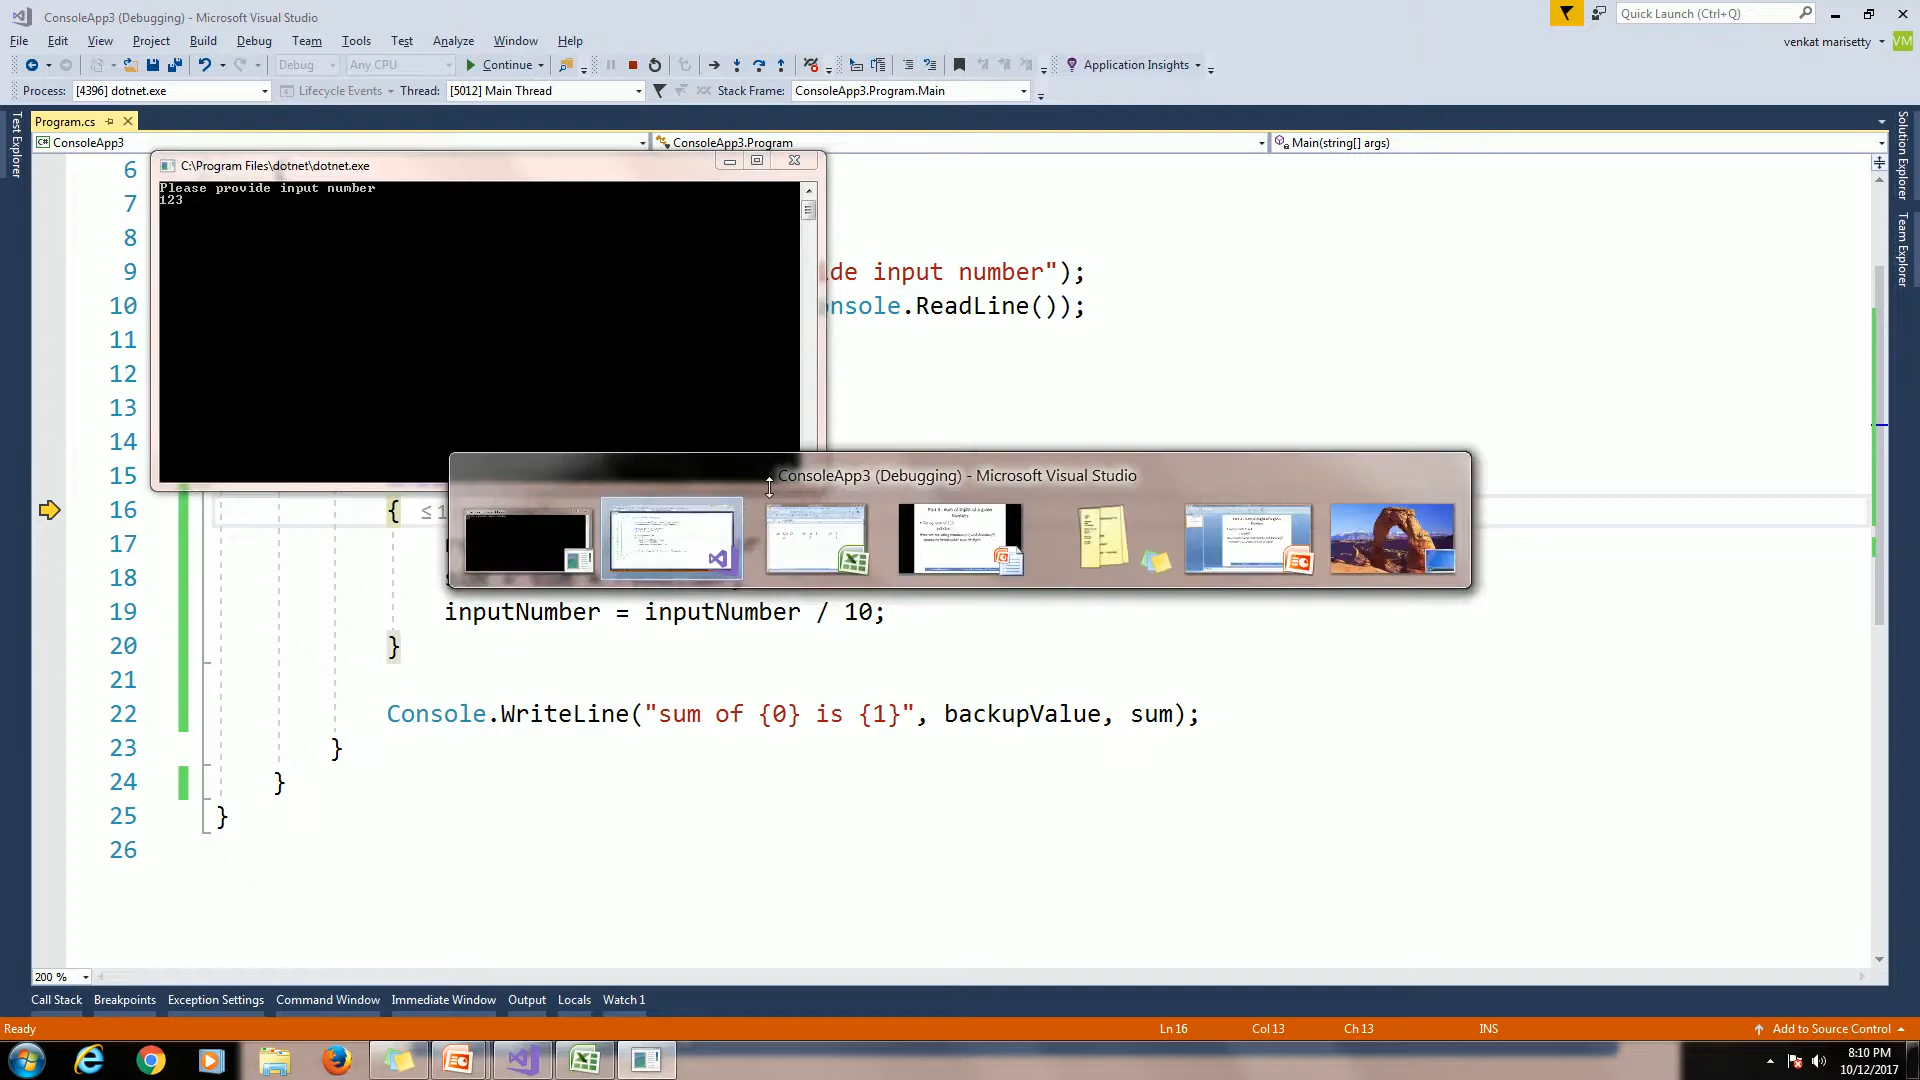 ConsoleApp3 (Debugging) - Microsoft Visual Studio
Quick Launch (Ctrl+Q)
File Edit View Project Build Debug Team Tools Test Analyze Window Help
venkat marisetty VM
Debug Any CPU Continue Application Insights
Process: [4396] dotnet.exe Lifecycle Events Thread: [5012] Main Thread Stack Frame: ConsoleApp3.Program.Main
Program.cs
ConsoleApp3 ConsoleApp3.Program Main(string[] args)
Test Explorer
Solution Explorer
Team Explorer
C:\Program Files\dotnet\dotnet.exe
Please provide input number
123
6
7
8
9 ide input number");
10 onsole.ReadLine());
11
12
13
14
15
ConsoleApp3 (Debugging) - Microsoft Visual Studio
16 { ≤ 1
17
18
19 inputNumber = inputNumber / 10;
20 }
21
22 Console.WriteLine("sum of {0} is {1}", backupValue, sum);
23 }
24 }
25 }
26
200 %
Call Stack Breakpoints Exception Settings Command Window Immediate Window Output Locals Watch 1
Ready Ln 16 Col 13 Ch 13 INS Add to Source Control
8:10 PM
10/12/2017